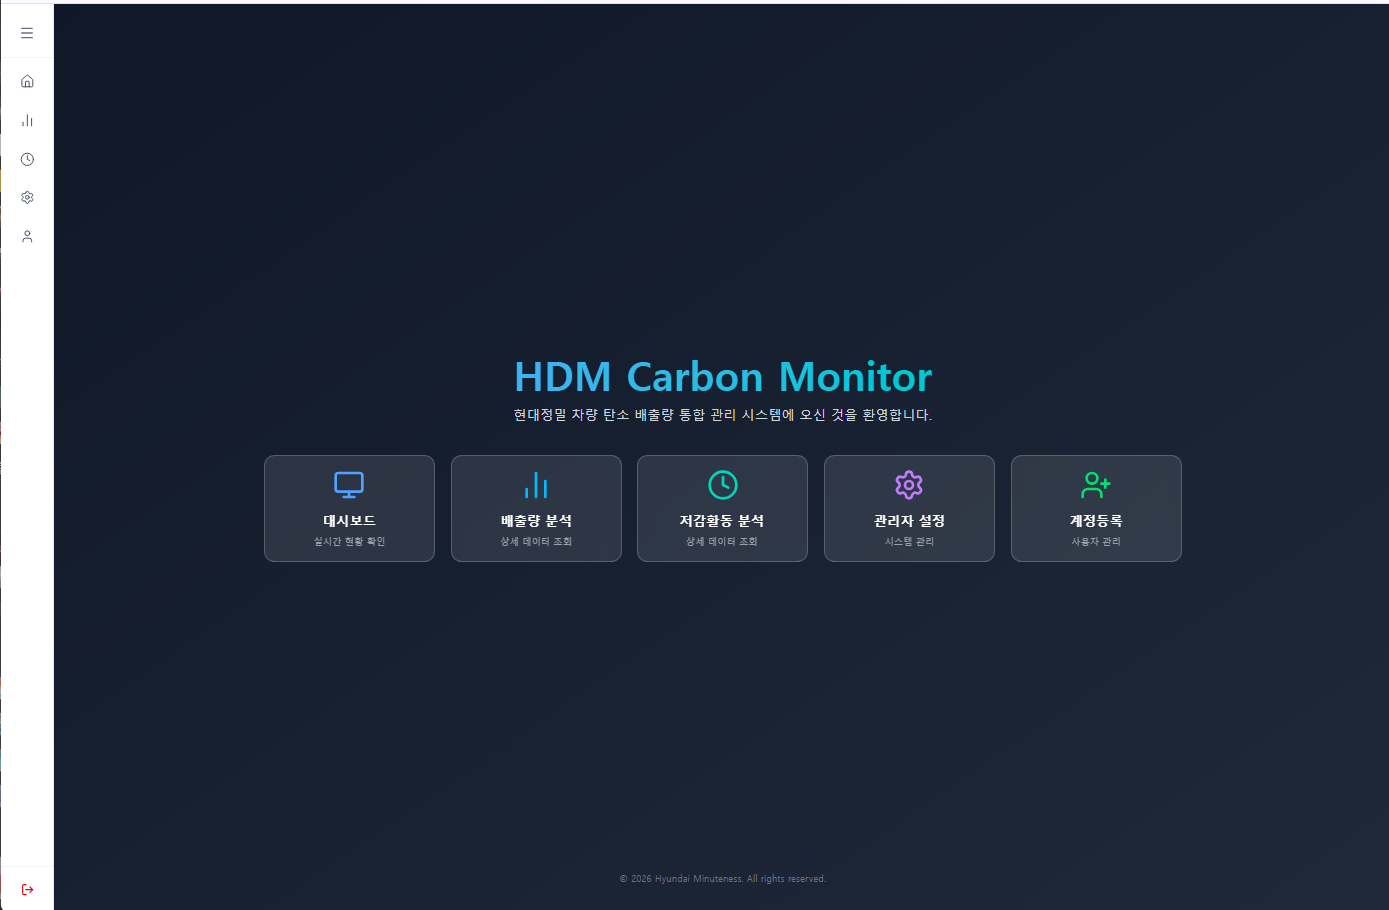 HDM Carbon Monitor
현대정밀 차량 탄소 배출량 통합 관리 시스템에 오신 것을 환영합니다.
대시보드
실시간 현황 확인
배출량 분석
상세 데이터 조회
저감활동 분석
상세 데이터 조회
관리자 설정
시스템 관리
계정등록
사용자 관리
© 2026 Hyundai Minuteness. All rights reserved.